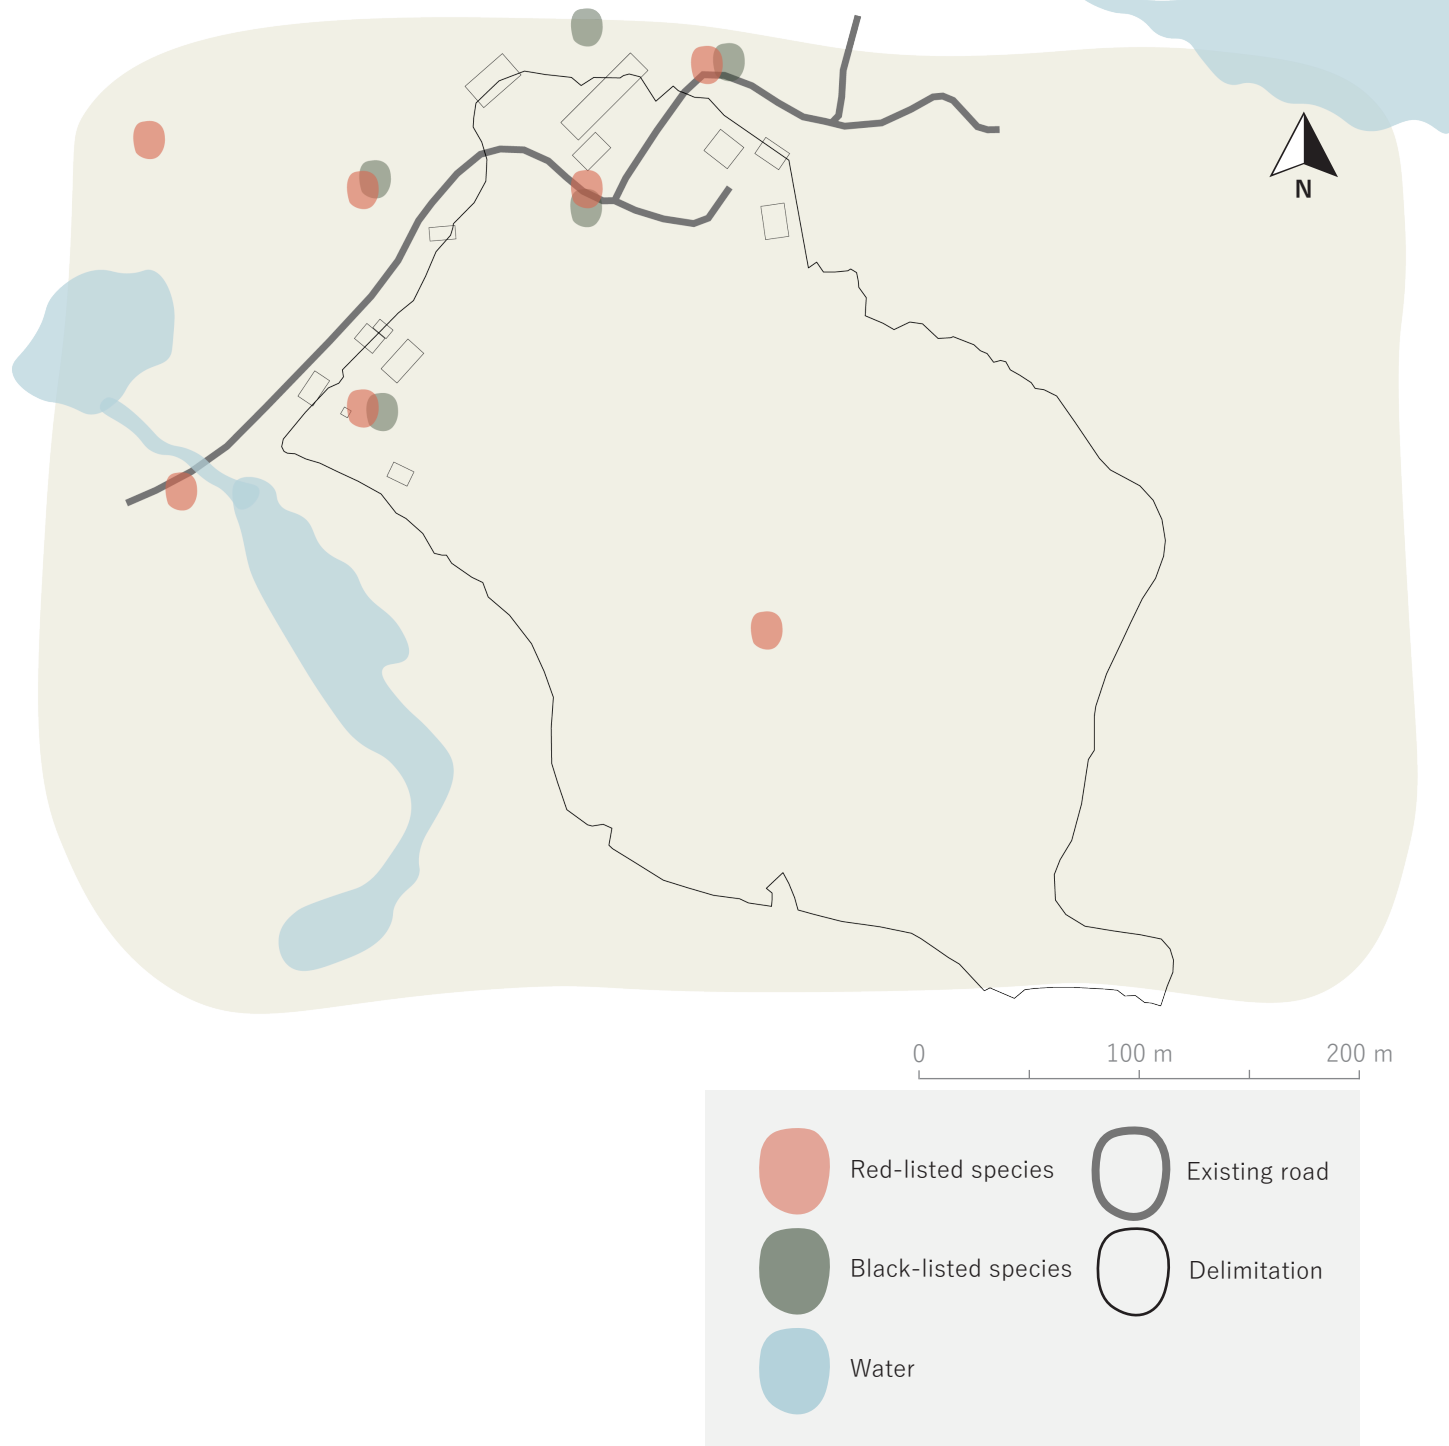 N
0 100 m 200 m
Red-listed species
Existing road
Black-listed species
Delimitation
Water